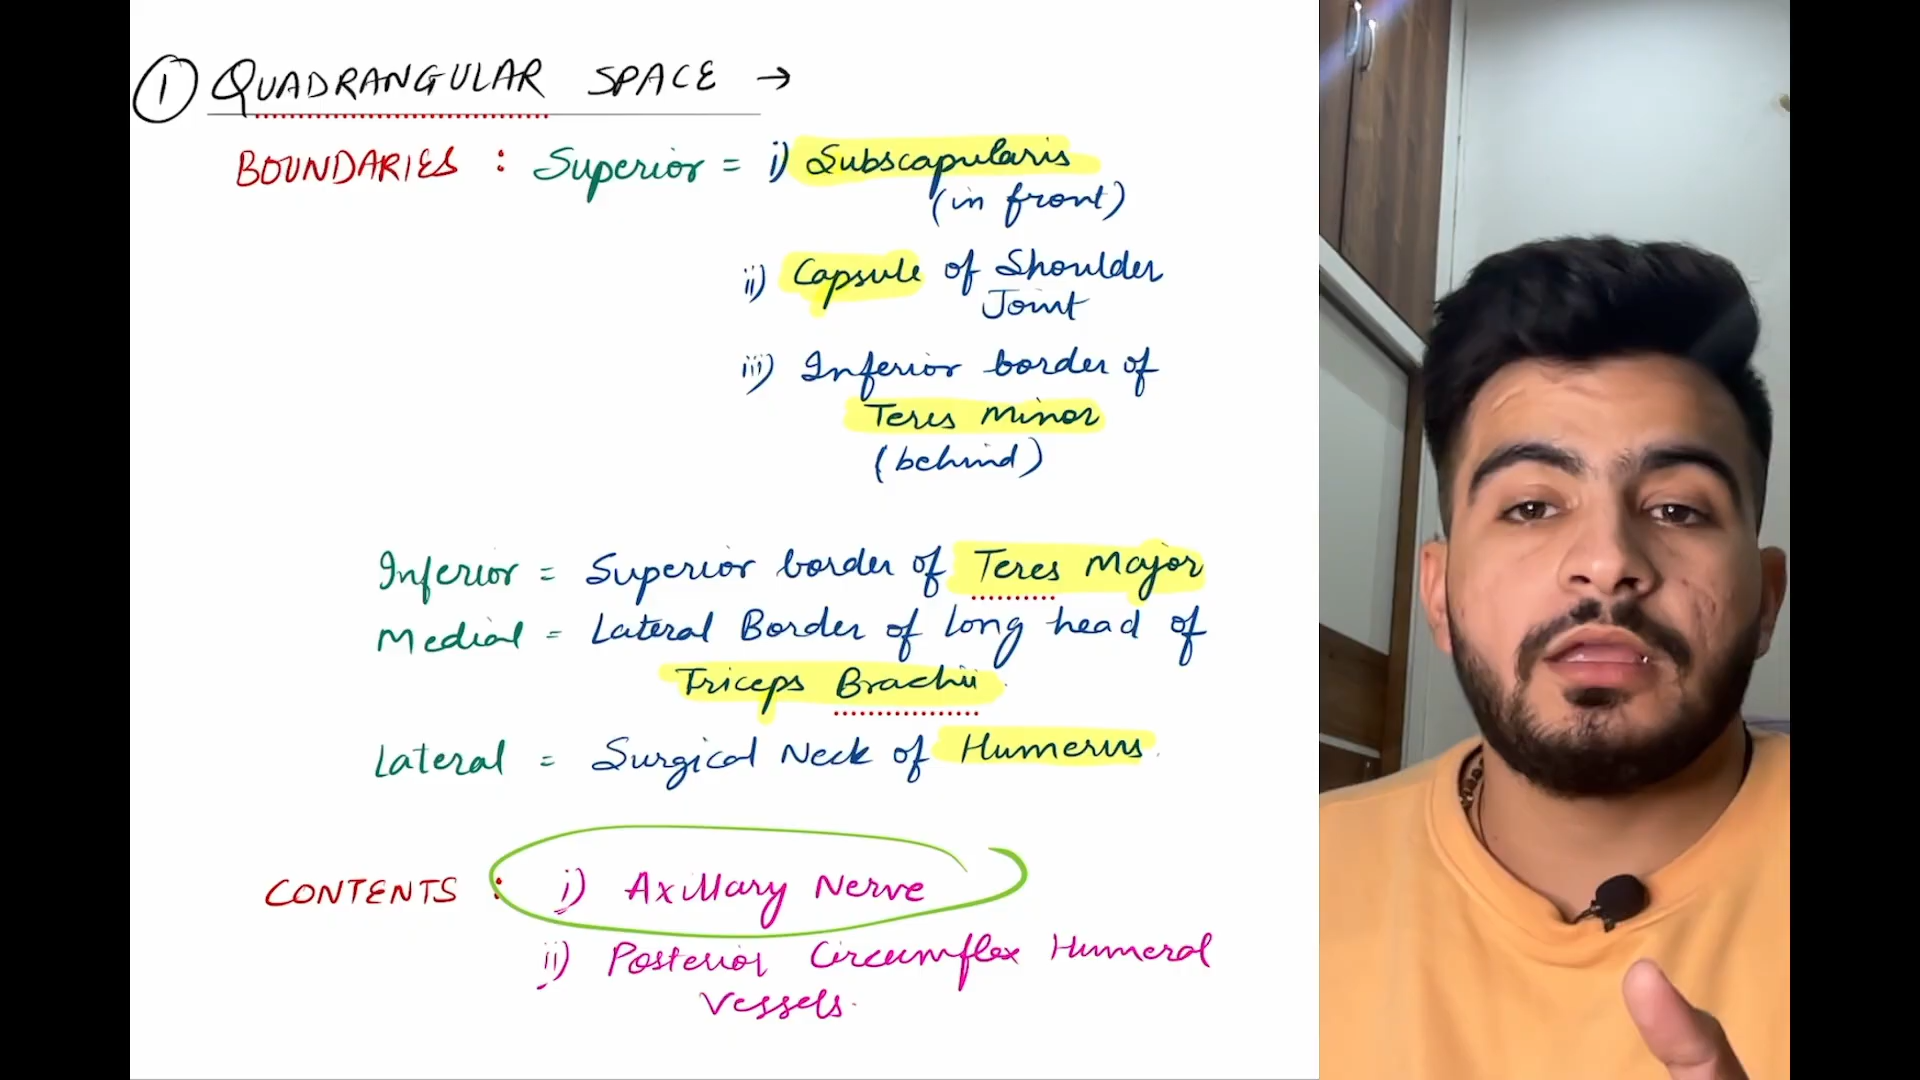 ① QUADRANGULAR SPACE →
BOUNDARIES : Superior = i) Subscapularis
(in front)
ii) Capsule of Shoulder
Joint
iii) Inferior border of
Teres Minor
(behind)
Inferior = Superior border of Teres Major
Medial = Lateral Border of long head of
Triceps Brachii.
Lateral = Surgical Neck of Humerus.
CONTENTS : i) Axillary Nerve
ii) Posterior Circumflex Humeral
Vessels.